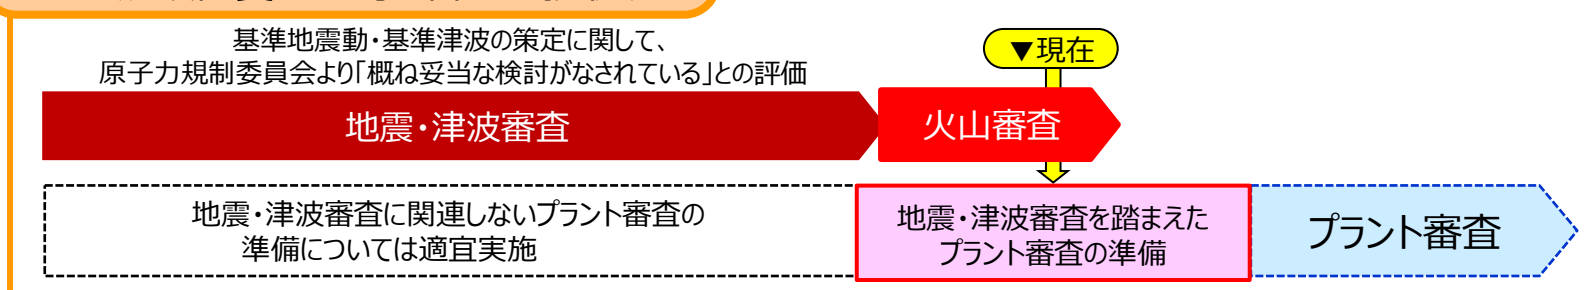 基準地震動・基準津波の策定に関して、
原子力規制委員会より「概ね妥当な検討がなされている」との評価
▼現在
地震・津波審査
火山審査
地震・津波審査に関連しないプラント審査の
準備については適宜実施
地震・津波審査を踏まえた
プラント審査の準備
プラント審査